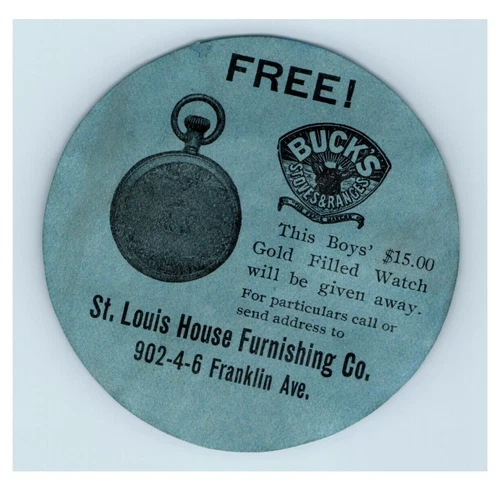 FREE!
BUCK'S
STOVES & RANGES
This Boys' $15.00
Gold Filled Watch
will be given away.
For particulars call or
send address to
St. Louis House Furnishing Co.
902-4-6 Franklin Ave.